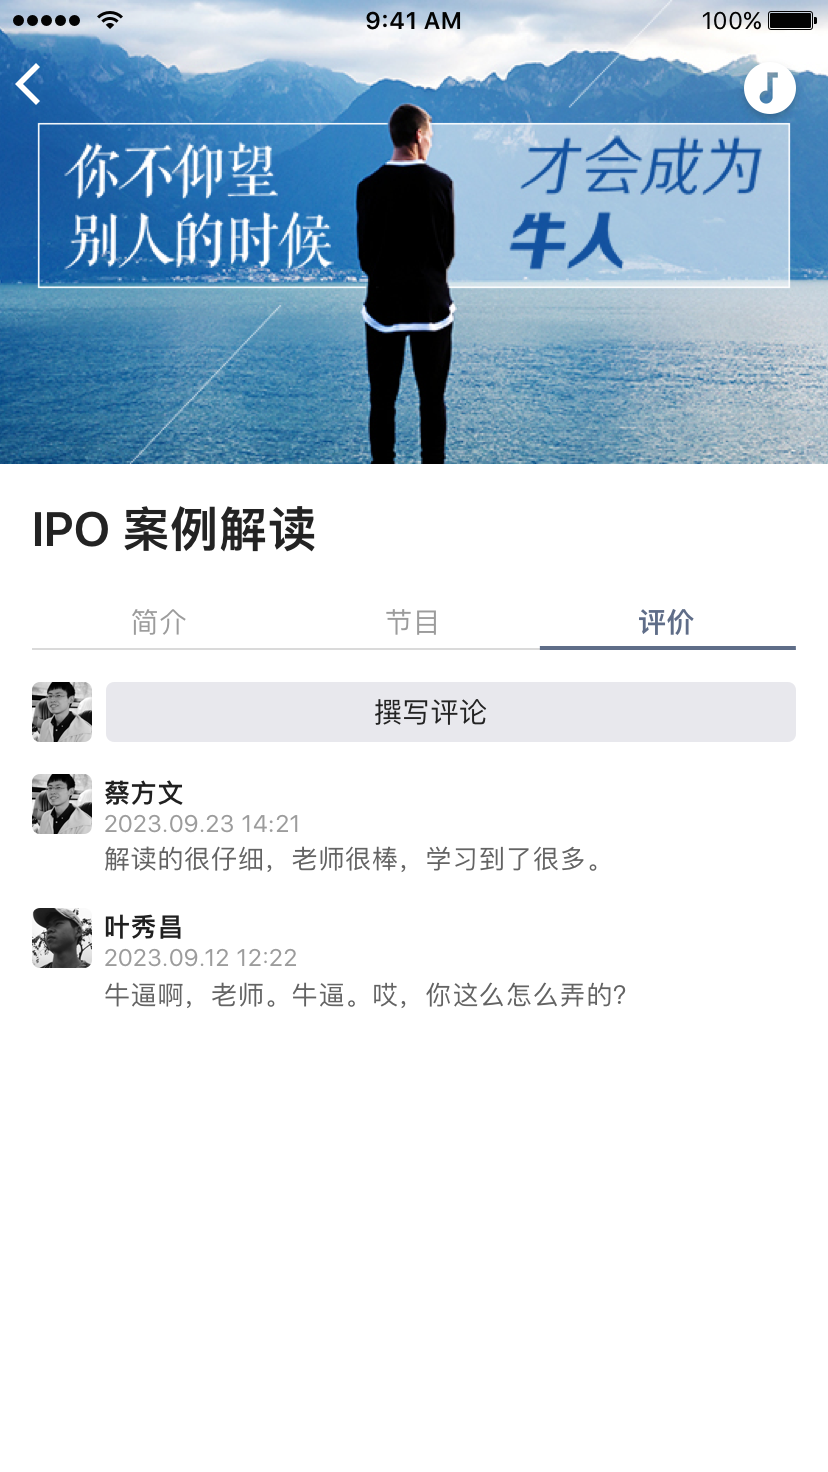 9:41 AM
100%
你不仰望
别人的时候
才会成为
牛人
IPO 案例解读
简介
节目
评价
撰写评论
蔡方文
2023.09.23 14:21
解读的很仔细，老师很棒，学习到了很多。
叶秀昌
2023.09.12 12:22
牛逼啊，老师。牛逼。哎，你这么怎么弄的?